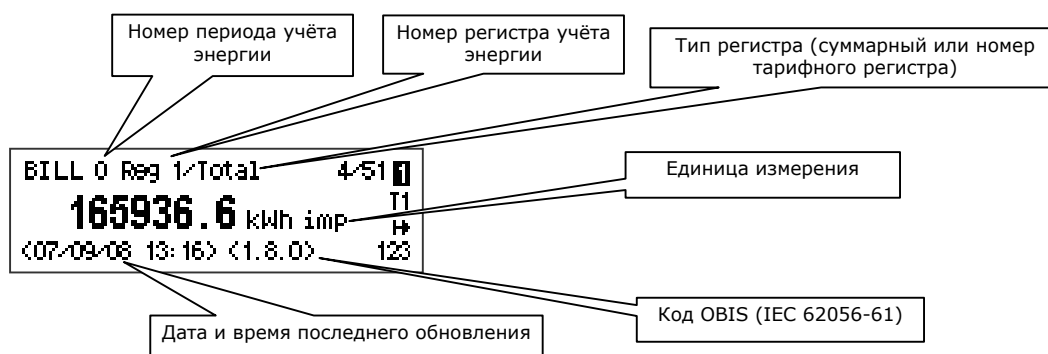 Номер периода учёта
энергии
Номер регистра учёта
энергии
Тип регистра (суммарный или номер
тарифного регистра)
BILL 0 Reg 1/Total 4/51 1
165936.6 kWh imp T1
(07/09/08 13:16) (1.8.0) 123
Единица измерения
Код OBIS (IEC 62056-61)
Дата и время последнего обновления